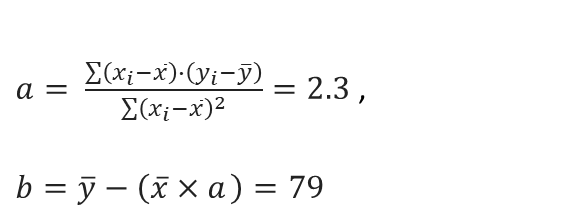 a = ∑(xᵢ−x̄)·(yᵢ−ȳ) / ∑(xᵢ−x̄)² = 2.3 ,
b = ȳ − (x̄ × a) = 79